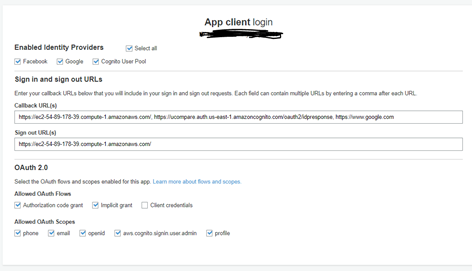 App client login
Enabled Identity Providers Select all
Facebook Google Cognito User Pool
Sign in and sign out URLs
Enter your callback URLs below that you will include in your sign in and sign out requests. Each field can contain multiple URLs by entering a comma after each URL.
Callback URL(s)
https://ec2-54-89-178-39.compute-1.amazonaws.com/, https://ucompare.auth.us-east-1.amazoncognito.com/oauth2/idpresponse, https://www.google.com
Sign out URL(s)
https://ec2-54-89-178-39.compute-1.amazonaws.com/
OAuth 2.0
Select the OAuth flows and scopes enabled for this app. Learn more about flows and scopes.
Allowed OAuth Flows
Authorization code grant Implicit grant Client credentials
Allowed OAuth Scopes
phone email openid aws.cognito.signin.user.admin profile